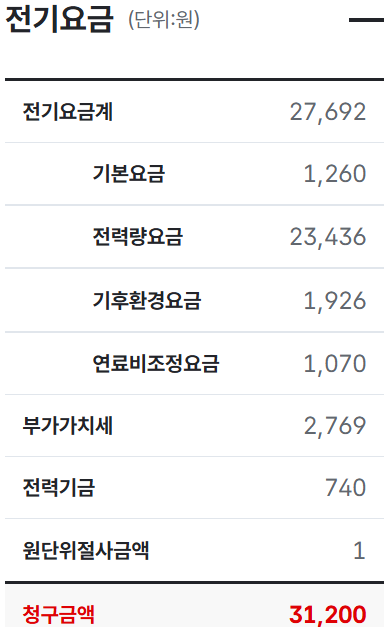 전기요금 (단위:원)
전기요금계 27,692
기본요금 1,260
전력량요금 23,436
기후환경요금 1,926
연료비조정요금 1,070
부가가치세 2,769
전력기금 740
원단위절사금액 1
청구금액 31,200